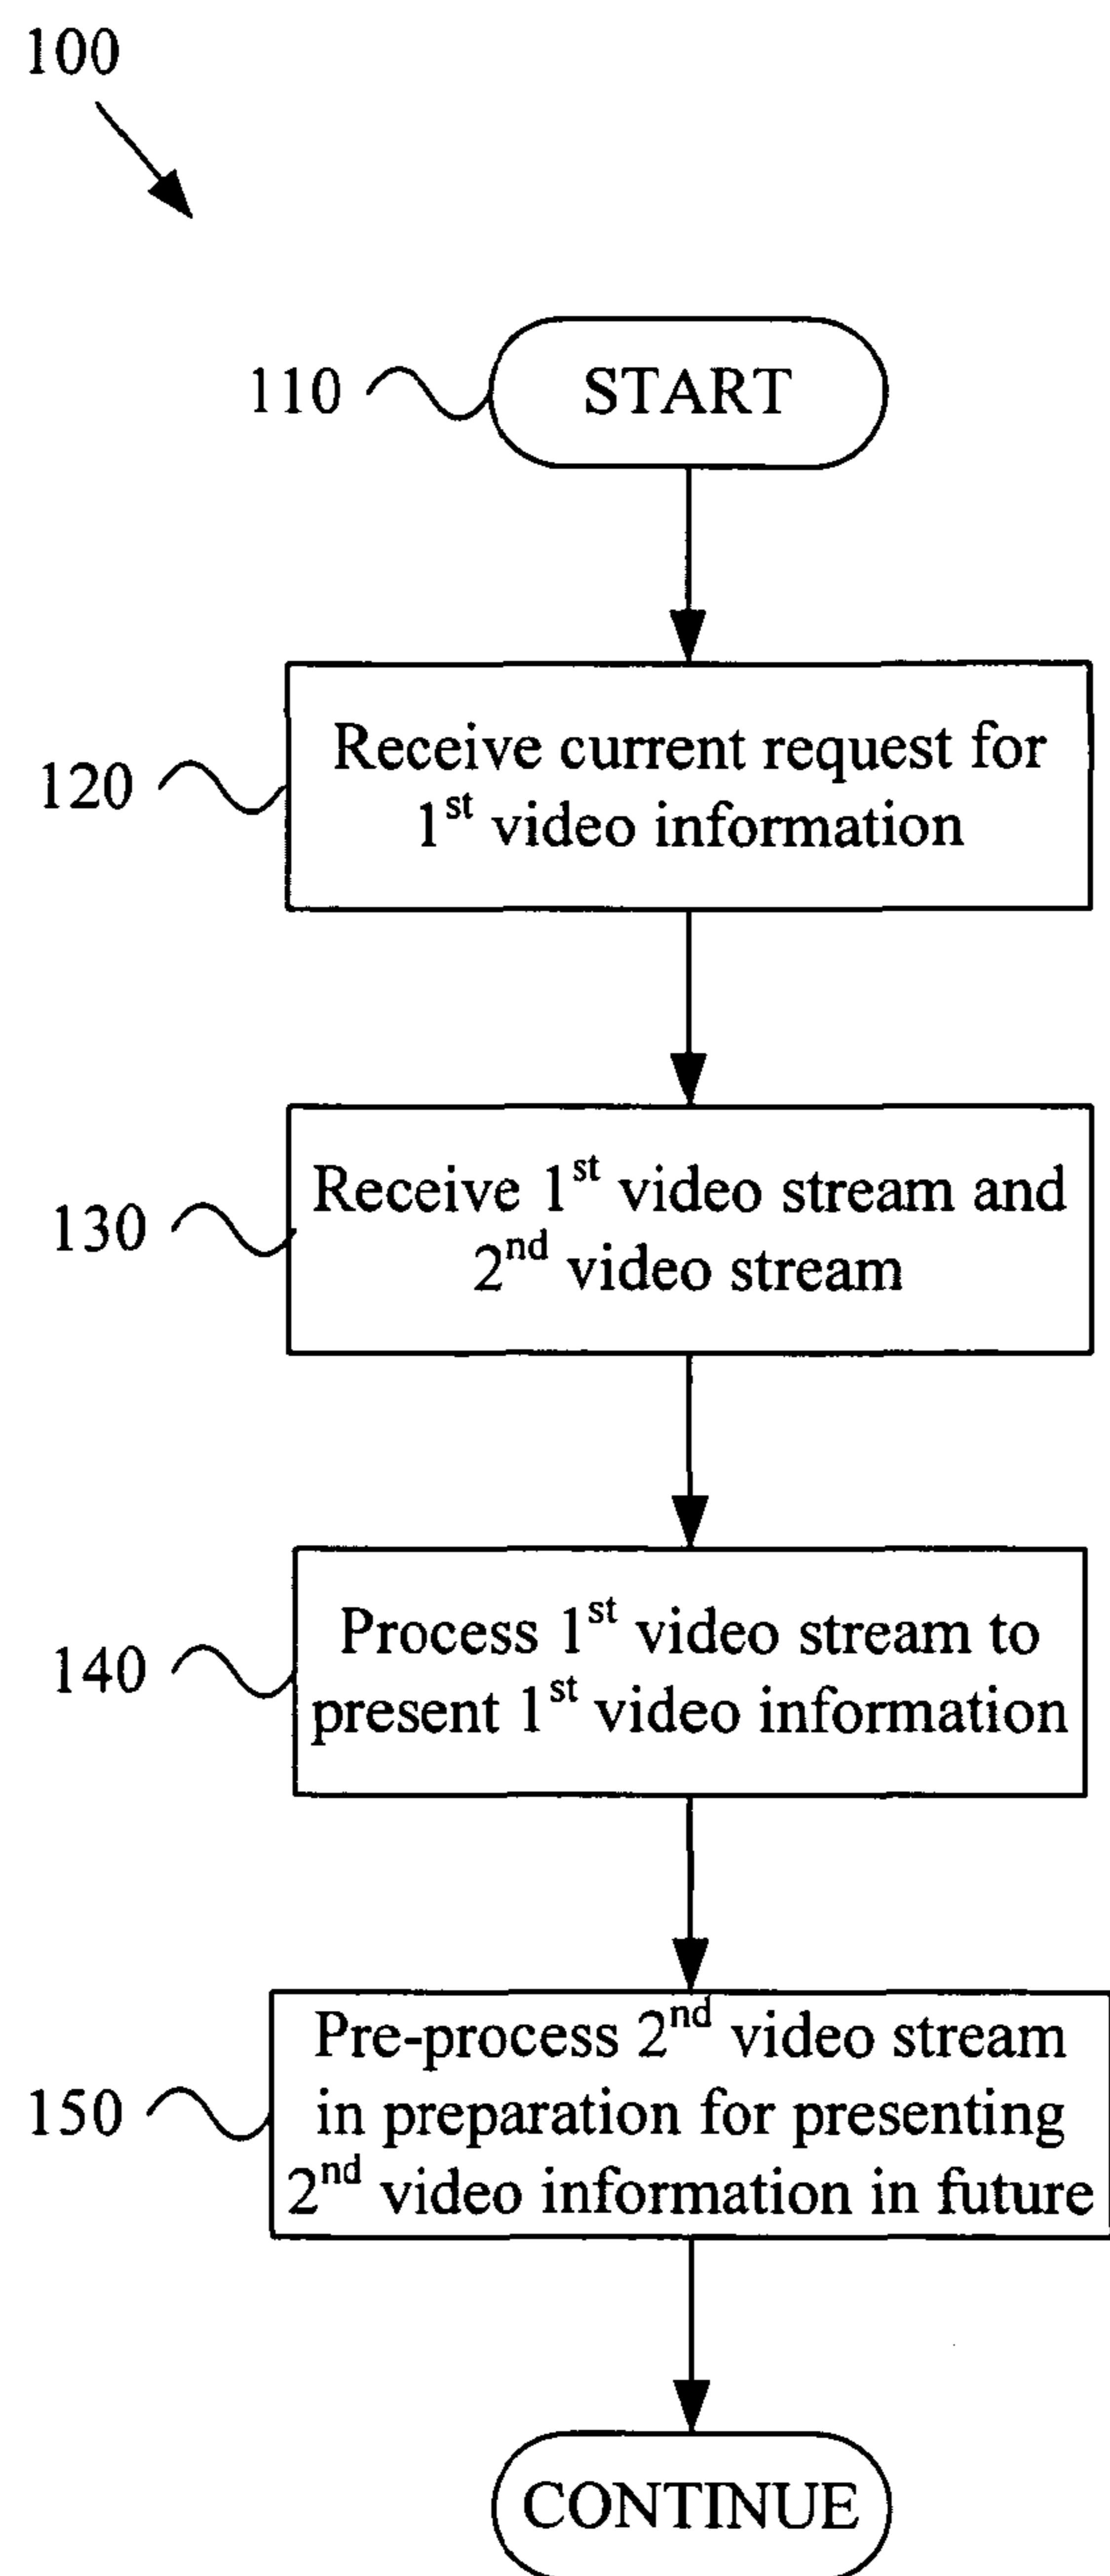 100
110
START
120
Receive current request for
1st video information
130
Receive 1st video stream and
2nd video stream
140
Process 1st video stream to
present 1st video information
150
Pre-process 2nd video stream
in preparation for presenting
2nd video information in future
CONTINUE